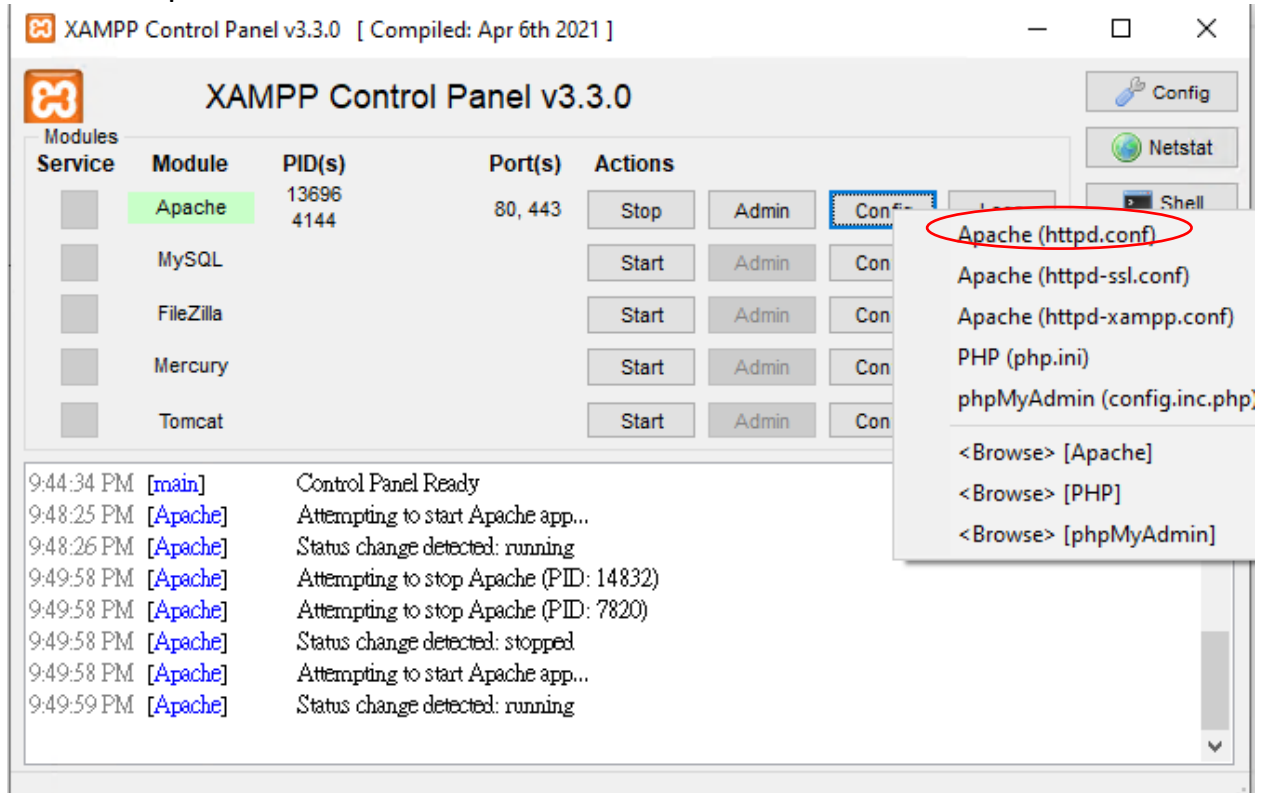 XAMPP Control Panel v3.3.0 [ Compiled: Apr 6th 2021 ]
XAMPP Control Panel v3.3.0
Config
Modules
Netstat
Service Module PID(s) Port(s) Actions
Shell
Apache 13696 4144 80, 443 Stop Admin
MySQL Start Admin Con
FileZilla Start Admin Con
Mercury Start Admin Con
Tomcat Start Admin Con
Apache (httpd.conf)
Apache (httpd-ssl.conf)
Apache (httpd-xampp.conf)
PHP (php.ini)
phpMyAdmin (config.inc.php)
<Browse> [Apache]
<Browse> [PHP]
<Browse> [phpMyAdmin]
9:44:34 PM [main] Control Panel Ready
9:48:25 PM [Apache] Attempting to start Apache app...
9:48:26 PM [Apache] Status change detected: running
9:49:58 PM [Apache] Attempting to stop Apache (PID: 14832)
9:49:58 PM [Apache] Attempting to stop Apache (PID: 7820)
9:49:58 PM [Apache] Status change detected: stopped
9:49:58 PM [Apache] Attempting to start Apache app...
9:49:59 PM [Apache] Status change detected: running